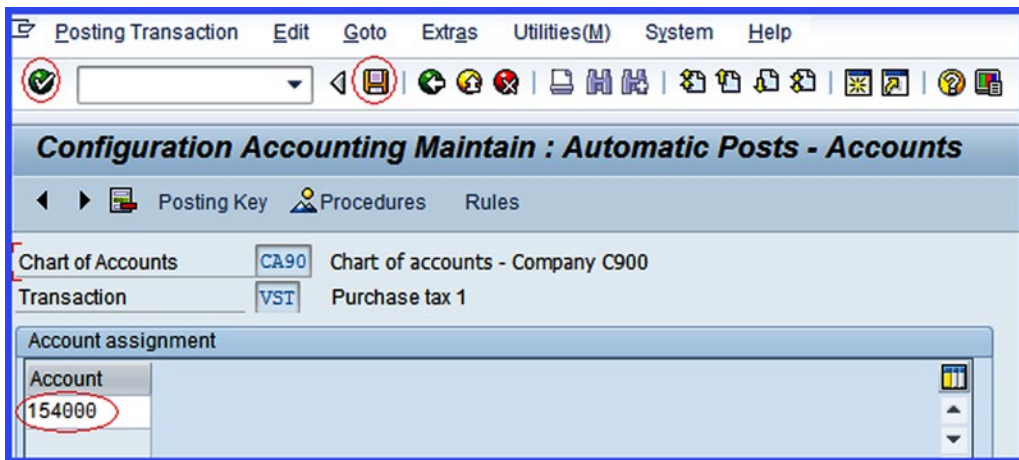 Posting Transaction Edit Goto Extras Utilities(M) System Help
Configuration Accounting Maintain : Automatic Posts - Accounts
Posting Key Procedures Rules
Chart of Accounts CA90 Chart of accounts - Company C900
Transaction VST Purchase tax 1
Account assignment
Account
154000